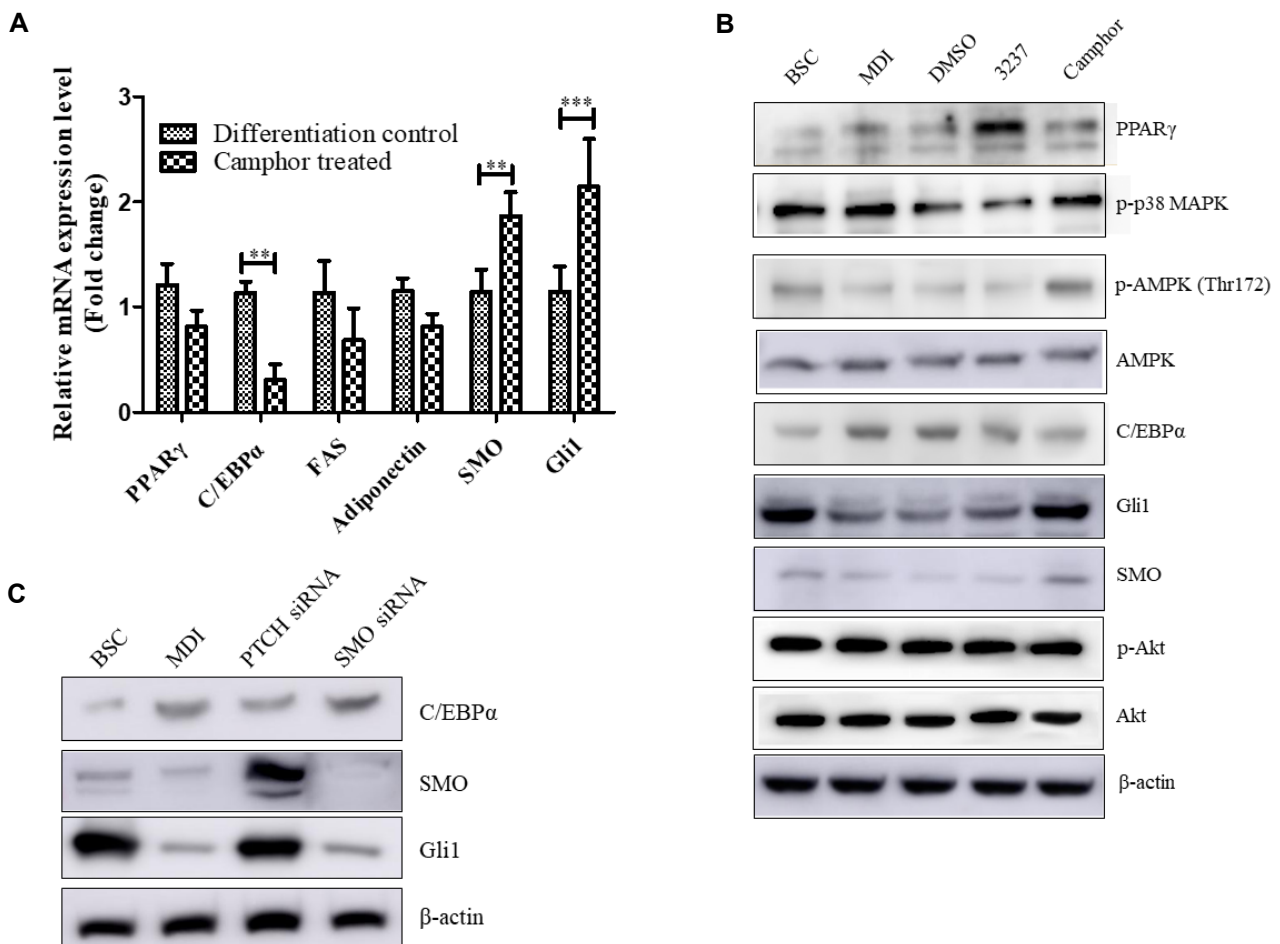 A
Relative mRNA expression level
(Fold change)
3
2
1
0
Differentiation control
Camphor treated
**
**
***
PPARγ
C/EBPα
FAS
Adiponectin
SMO
Gli1
B
BSC
MDI
DMSO
3237
Camphor
PPARγ
p-p38 MAPK
p-AMPK (Thr172)
AMPK
C/EBPα
Gli1
SMO
p-Akt
Akt
β-actin
C
BSC
MDI
PTCH siRNA
SMO siRNA
C/EBPα
SMO
Gli1
β-actin